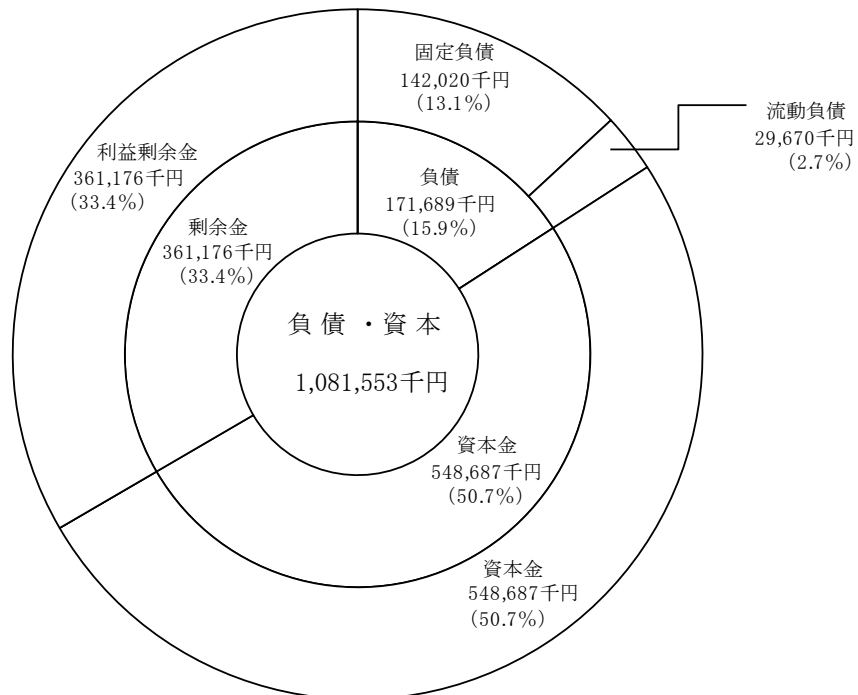 固定負債
142,020千円
(13.1%)
流動負債
29,670千円
(2.7%)
利益剰余金
361,176千円
(33.4%)
負債
171,689千円
(15.9%)
剰余金
361,176千円
(33.4%)
負債・資本
1,081,553千円
資本金
548,687千円
(50.7%)
資本金
548,687千円
(50.7%)